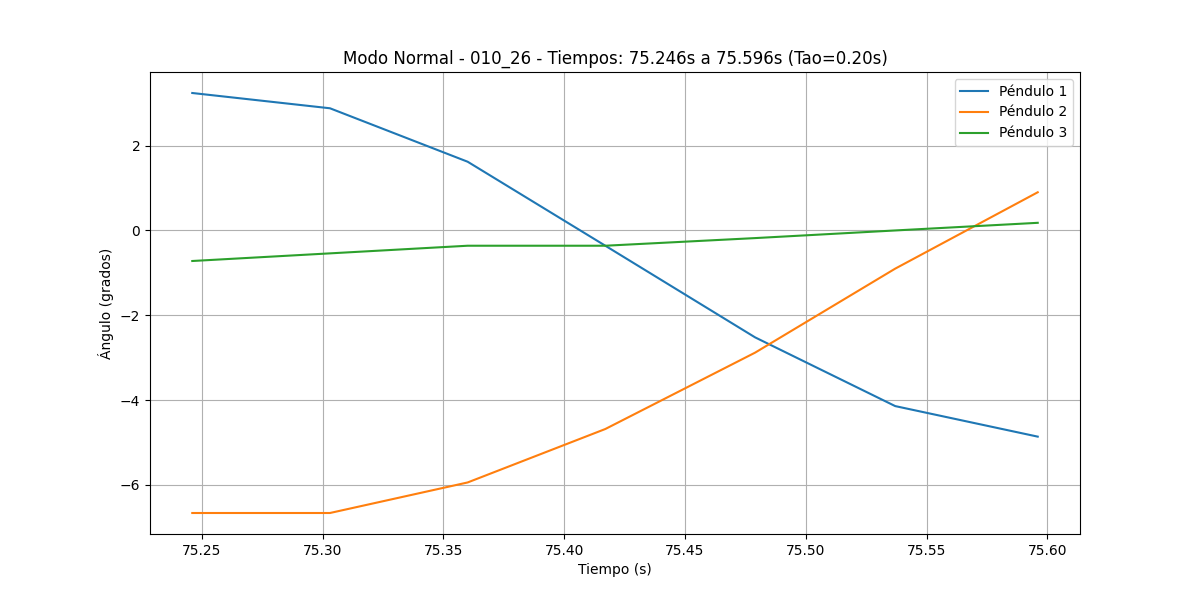 Modo Normal - 010_26 - Tiempos: 75.246s a 75.596s (Tao=0.20s)
Péndulo 1
Péndulo 2
Péndulo 3
Ángulo (grados)
2
0
−2
−4
−6
75.25 75.30 75.35 75.40 75.45 75.50 75.55 75.60
Tiempo (s)